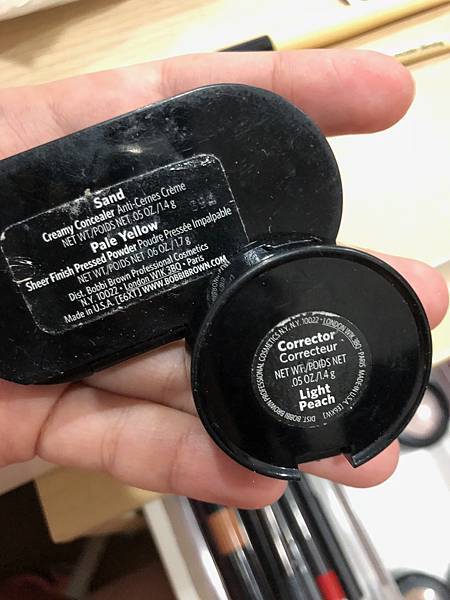 Sand
Creamy Concealer Anti-Cernes Crème
NET WT./POIDS NET .05 OZ./1.4 g
Pale Yellow
Sheer Finish Pressed Powder Poudre Pressée Impalpable
NET WT./POIDS NET .06 OZ./1.7 g
Dist. Bobbi Brown Professional Cosmetics
N.Y. 10022 • London W1K 3BQ • Paris
Made in U.S.A. [E6X1] WWW.BOBBIBROWN.COM
Corrector
Correcteur
NET WT./POIDS NET
.05 OZ./1.4 g
Light
Peach
DIST. BOBBI BROWN PROFESSIONAL COSMETICS N.Y., N.Y. 10022 • LONDON W1K 3BQ • PARIS MADE IN U.S.A.